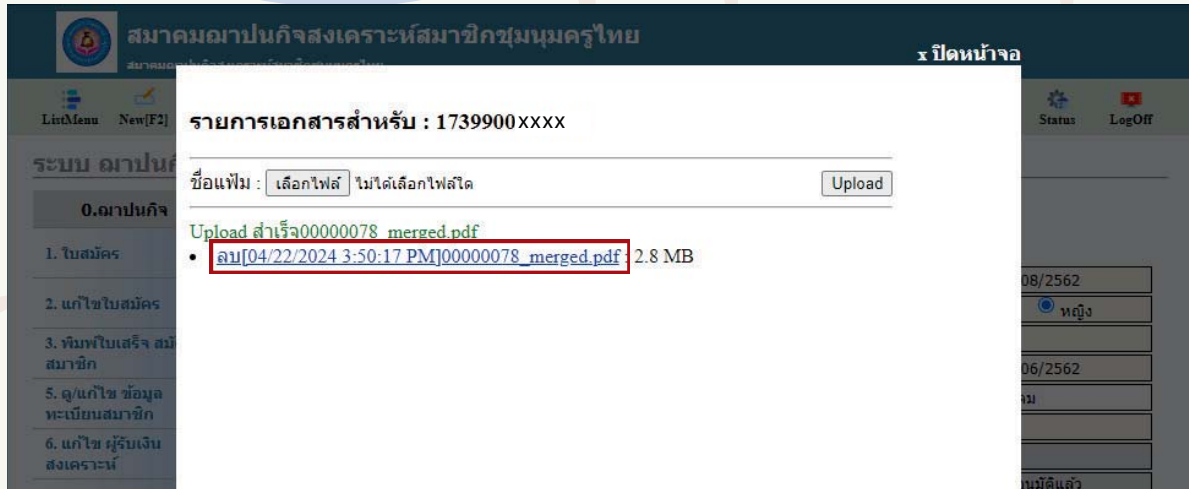 สมาคมฌาปนกิจสงเคราะห์สมาชิกชุมนุมครูไทย
x ปิดหน้าจอ
ListMenu New[F2]
Status LogOff
รายการเอกสารสำหรับ : 1739900xxxx
ระบบ ฌาปนกิ
ชื่อแฟ้ม : เลือกไฟล์ ไม่ได้เลือกไฟล์ใด Upload
0.ฌาปนกิจ
Upload สำเร็จ00000078_merged.pdf
1. ใบสมัคร
• ลบ[04/22/2024 3:50:17 PM]00000078_merged.pdf : 2.8 MB
08/2562
2. แก้ไขใบสมัคร
หญิง
3. พิมพ์ใบเสร็จ สมั
สมาชิก
06/2562
5. ดู/แก้ไข ข้อมูล
ทะเบียนสมาชิก
คม
6. แก้ไข ผู้รับเงิน
สงเคราะห์
นุมัติแล้ว